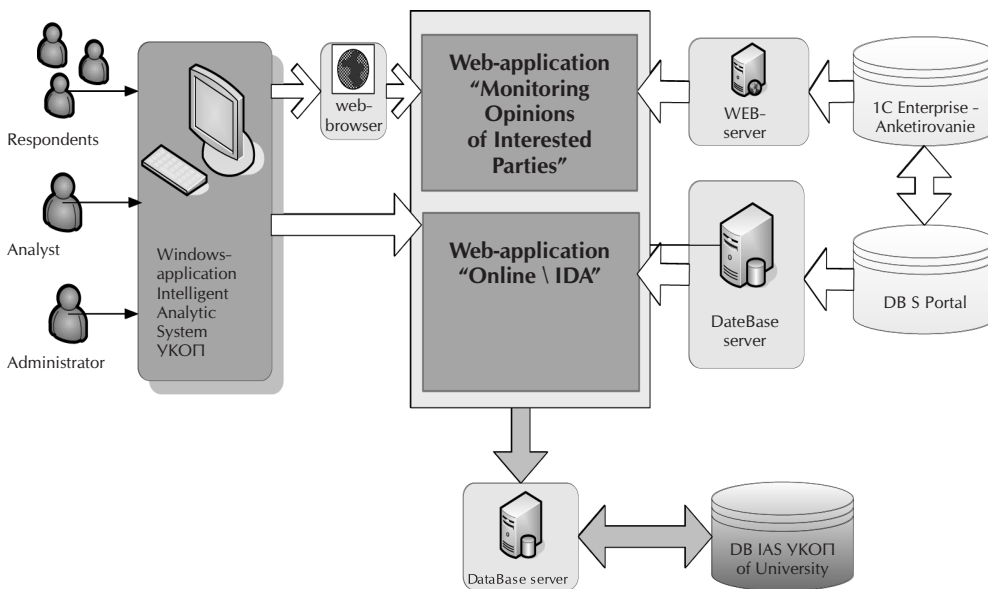 Respondents
Analyst
Administrator
Windows-
application
Intelligent
Analytic
System
УКОП
web-
browser
Web-application
“Monitoring
Opinions
of Interested
Parties”
Web-application
“Online \ IDA”
WEB-
server
1C Enterprise -
Anketirovanie
DateBase
server
DB S Portal
DataBase server
DB IAS УКОП
of University